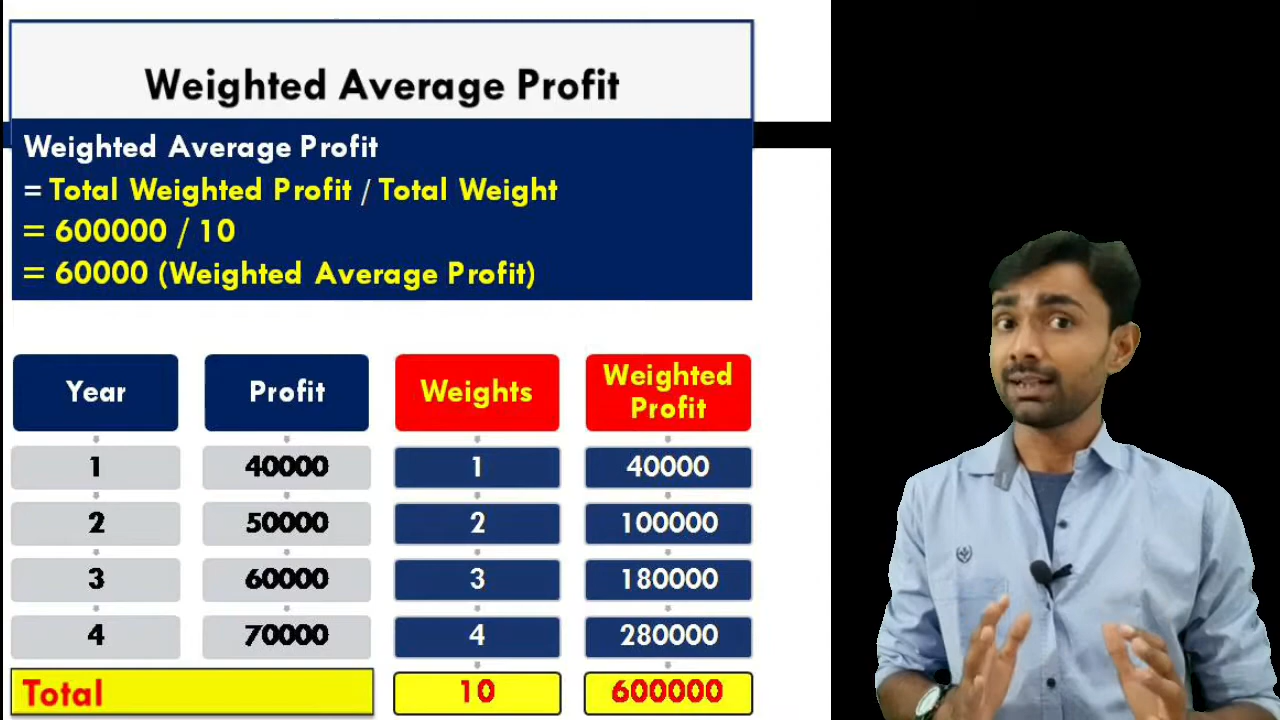 Weighted Average Profit
Weighted Average Profit
= Total Weighted Profit / Total Weight
= 600000 / 10
= 60000 (Weighted Average Profit)
Year Profit Weights Weighted Profit
1 40000 1 40000
2 50000 2 100000
3 60000 3 180000
4 70000 4 280000
Total 10 600000